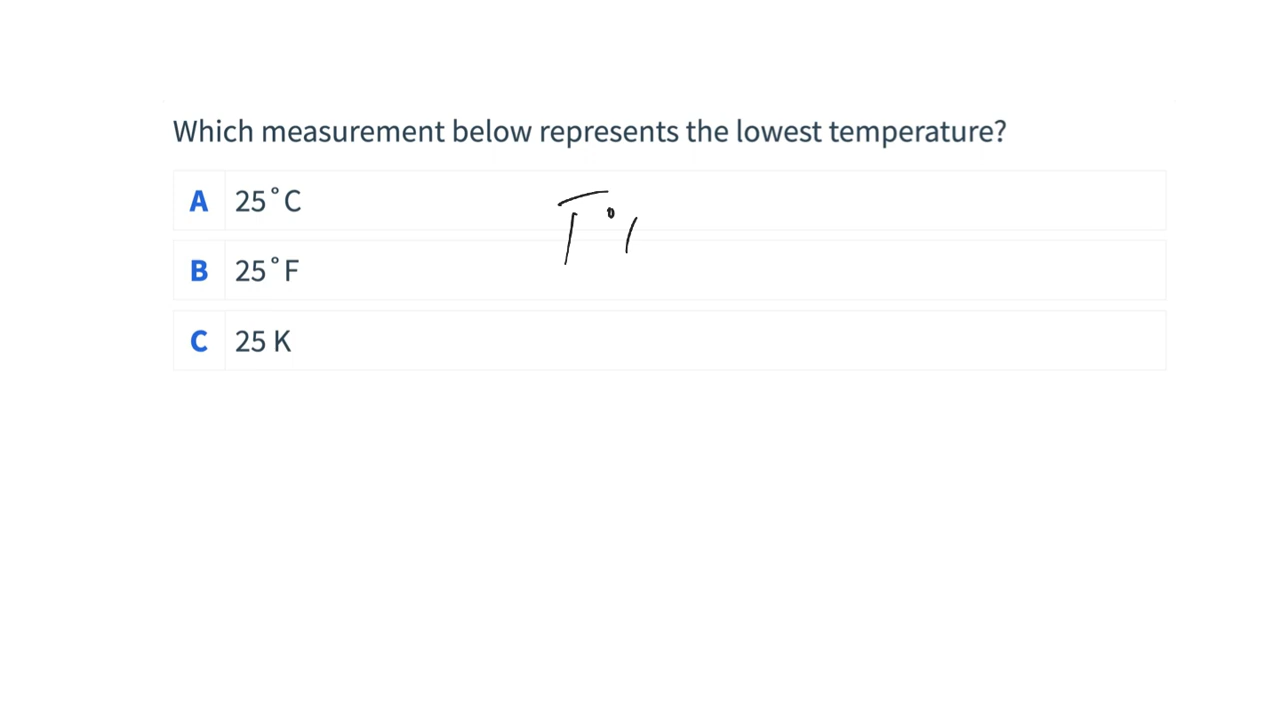 Which measurement below represents the lowest temperature?
A 25°C
T°
B 25°F
C 25 K